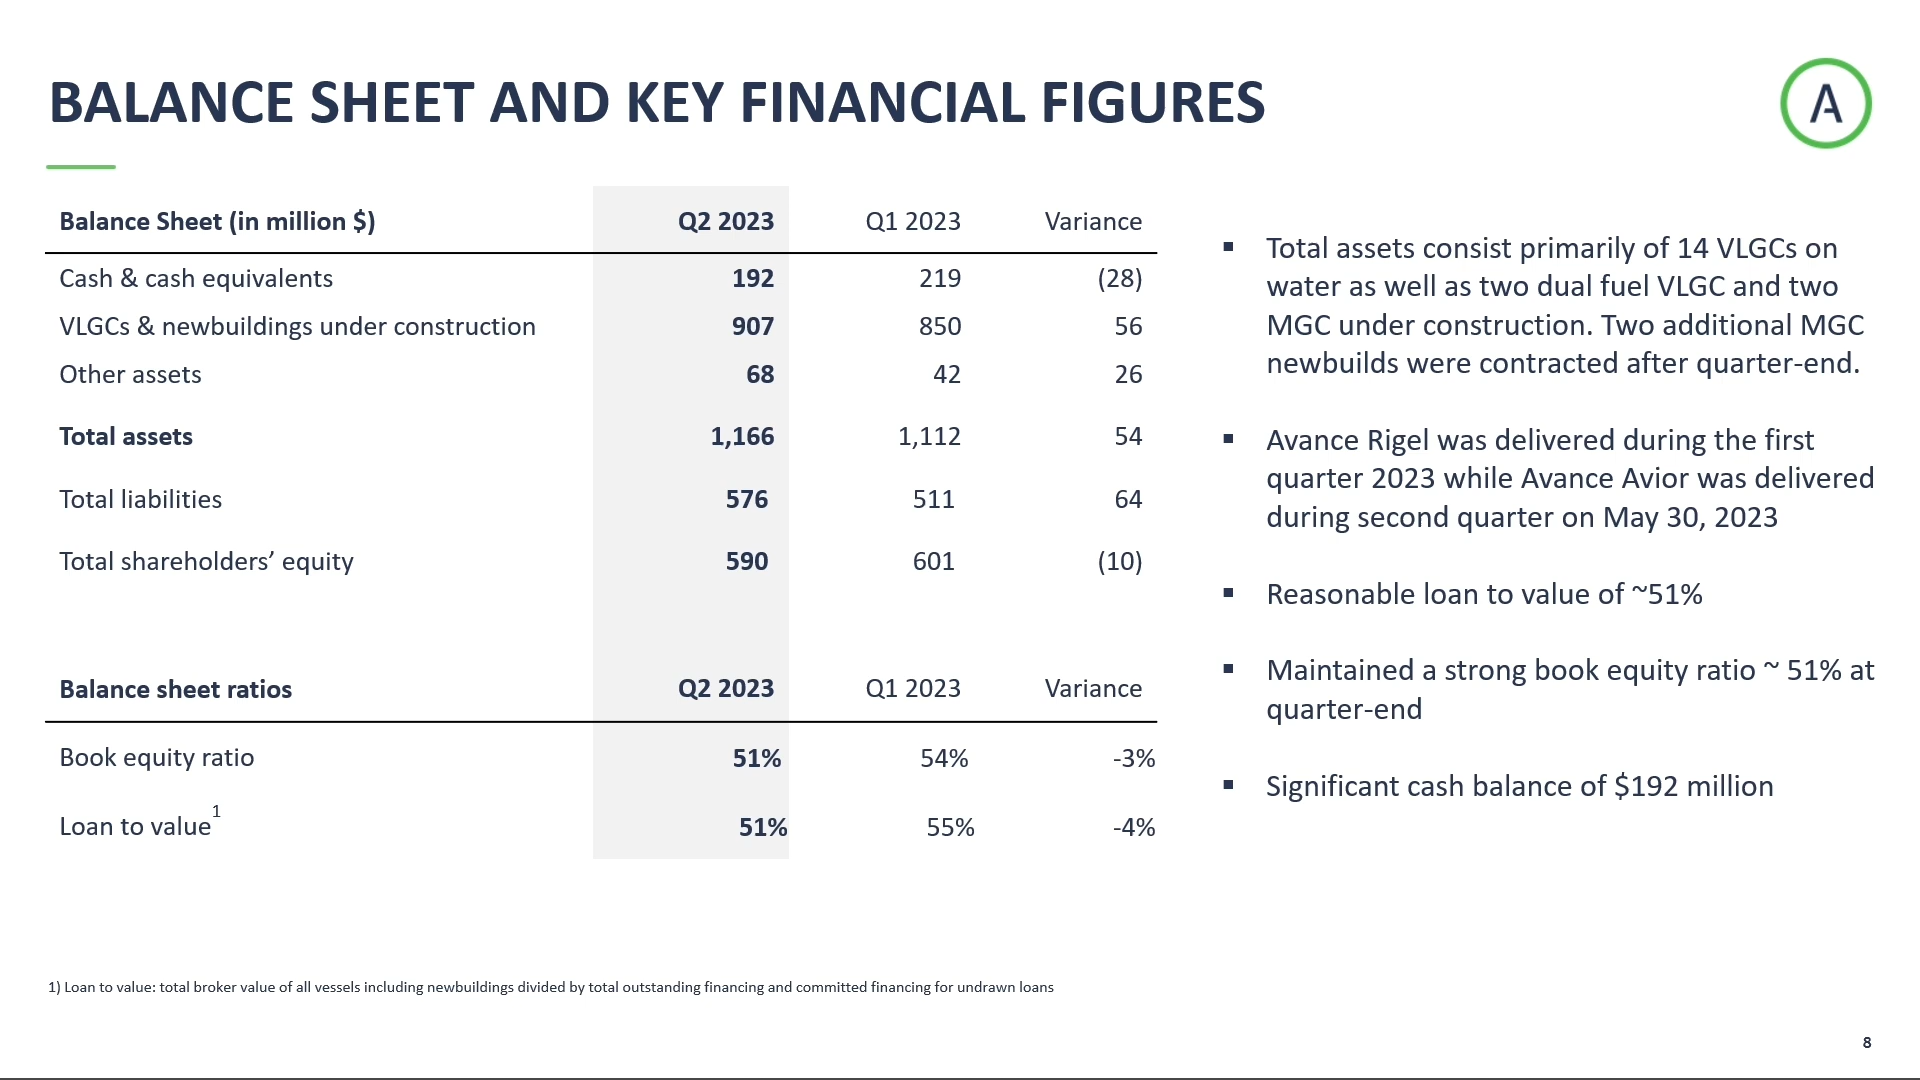 BALANCE SHEET AND KEY FINANCIAL FIGURES
A
Balance Sheet (in million $) Q2 2023 Q1 2023 Variance
Cash & cash equivalents 192 219 (28)
VLGCs & newbuildings under construction 907 850 56
Other assets 68 42 26
Total assets 1,166 1,112 54
Total liabilities 576 511 64
Total shareholders’ equity 590 601 (10)
Balance sheet ratios Q2 2023 Q1 2023 Variance
Book equity ratio 51% 54% -3%
Loan to value1 51% 55% -4%
▪ Total assets consist primarily of 14 VLGCs on
water as well as two dual fuel VLGC and two
MGC under construction. Two additional MGC
newbuilds were contracted after quarter-end.
▪ Avance Rigel was delivered during the first
quarter 2023 while Avance Avior was delivered
during second quarter on May 30, 2023
▪ Reasonable loan to value of ~51%
▪ Maintained a strong book equity ratio ~ 51% at
quarter-end
▪ Significant cash balance of $192 million
1) Loan to value: total broker value of all vessels including newbuildings divided by total outstanding financing and committed financing for undrawn loans
8